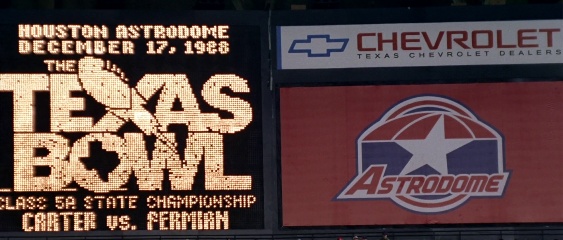 HOUSTON ASTRODOME
DECEMBER 17, 1988
THE
TEXAS
BOWL
CLASS 5A STATE CHAMPIONSHIP
CARTER vs. PERMIAN
CHEVROLET
TEXAS CHEVROLET DEALERS
ASTRODOME